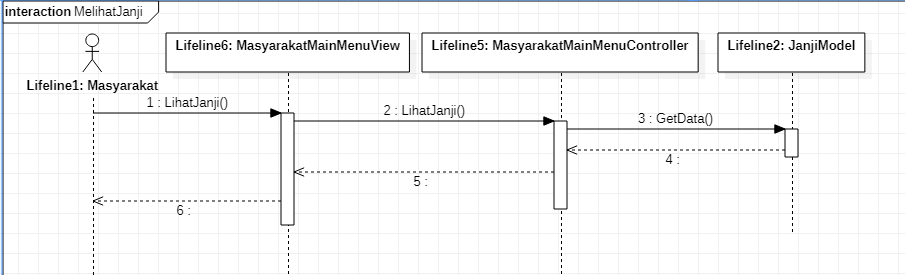 interaction MelihatJanji
Lifeline1: Masyarakat
Lifeline6: MasyarakatMainMenuView
Lifeline5: MasyarakatMainMenuController
Lifeline2: JanjiModel
1 : LihatJanji()
2 : LihatJanji()
3 : GetData()
4 :
5 :
6 :